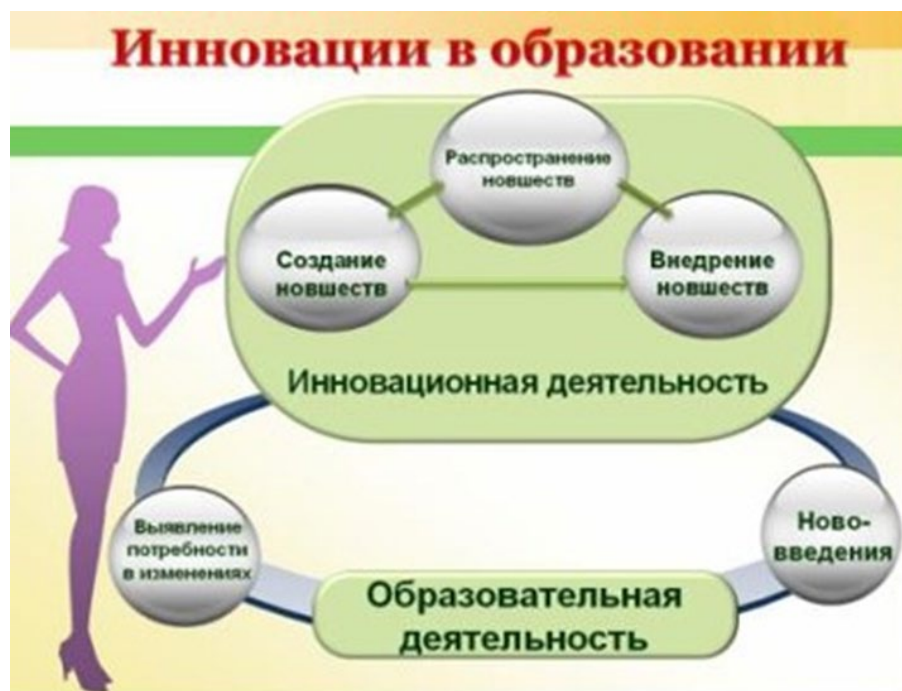 Инновации в образовании
Распространение
новшеств
Создание
новшеств
Внедрение
новшеств
Инновационная деятельность
Выявление
потребности
в изменениях
Ново-
введения
Образовательная
деятельность